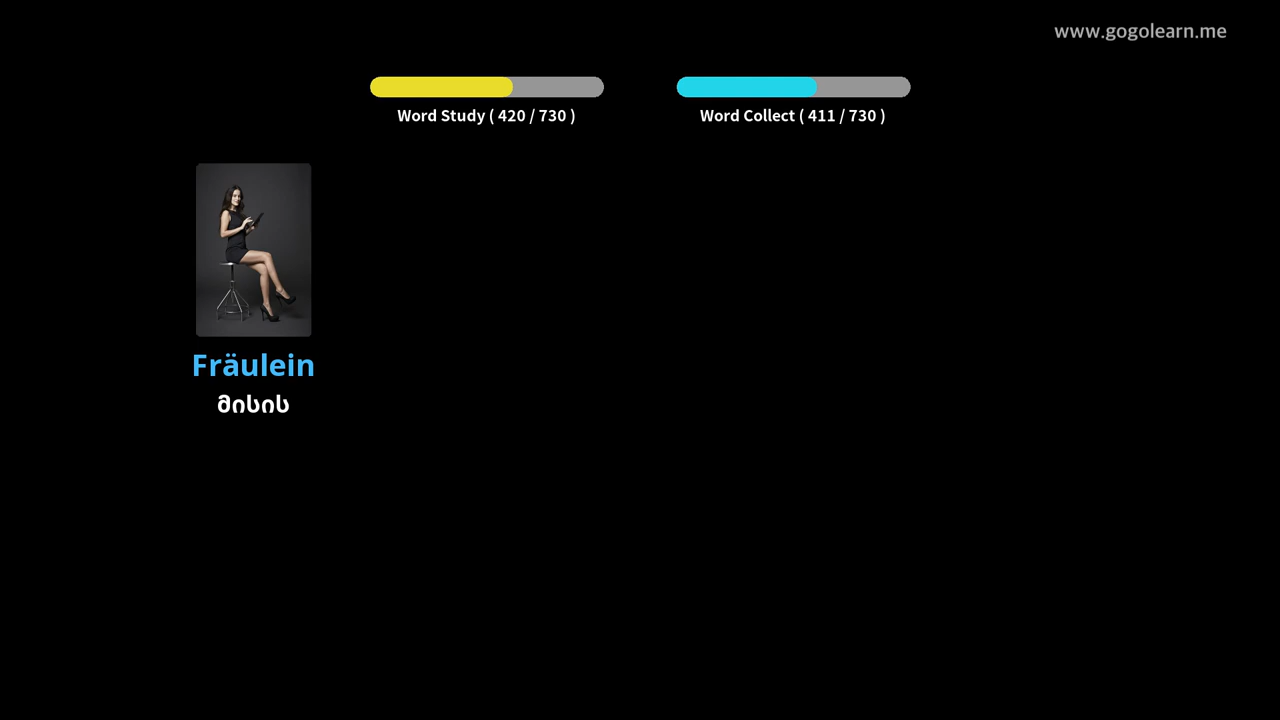 www.gogolearn.me
Word Study ( 420 / 730 )
Word Collect ( 411 / 730 )
Fräulein
მისის